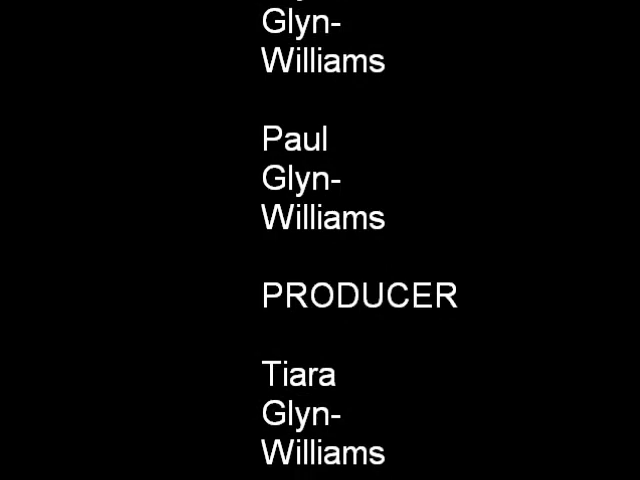 Glyn-
Williams
Paul
Glyn-
Williams
PRODUCER
Tiara
Glyn-
Williams